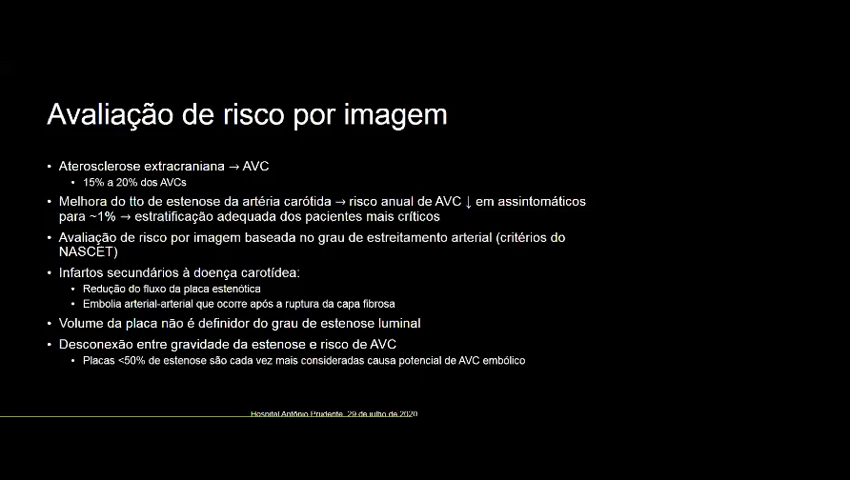 Avaliação de risco por imagem
• Aterosclerose extracraniana → AVC
• 15% a 20% dos AVCs
• Melhora do tto de estenose da artéria carótida → risco anual de AVC ↓ em assintomáticos
para ~1% → estratificação adequada dos pacientes mais críticos
• Avaliação de risco por imagem baseada no grau de estreitamento arterial (critérios do
NASCET)
• Infartos secundários à doença carotídea:
• Redução do fluxo da placa estenótica
• Embolia arterial-arterial que ocorre após a ruptura da capa fibrosa
• Volume da placa não é definidor do grau de estenose luminal
• Desconexão entre gravidade da estenose e risco de AVC
• Placas <50% de estenose são cada vez mais consideradas causa potencial de AVC embólico
Hospital Antônio Prudente, 29 de julho de 2020